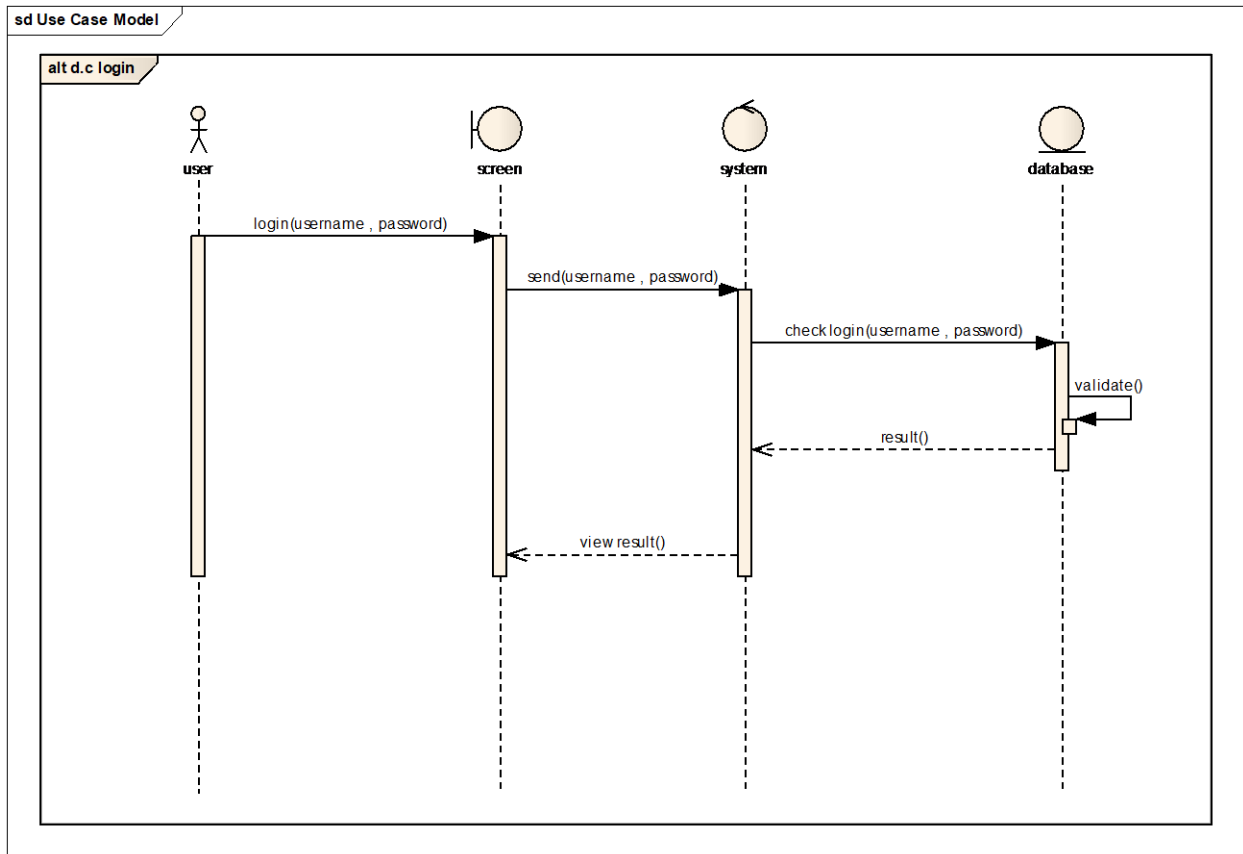 sd Use Case Model
alt d.c login
user
screen
system
database
login(username , password)
send(username , password)
check login(username , password)
validate()
result()
view result()